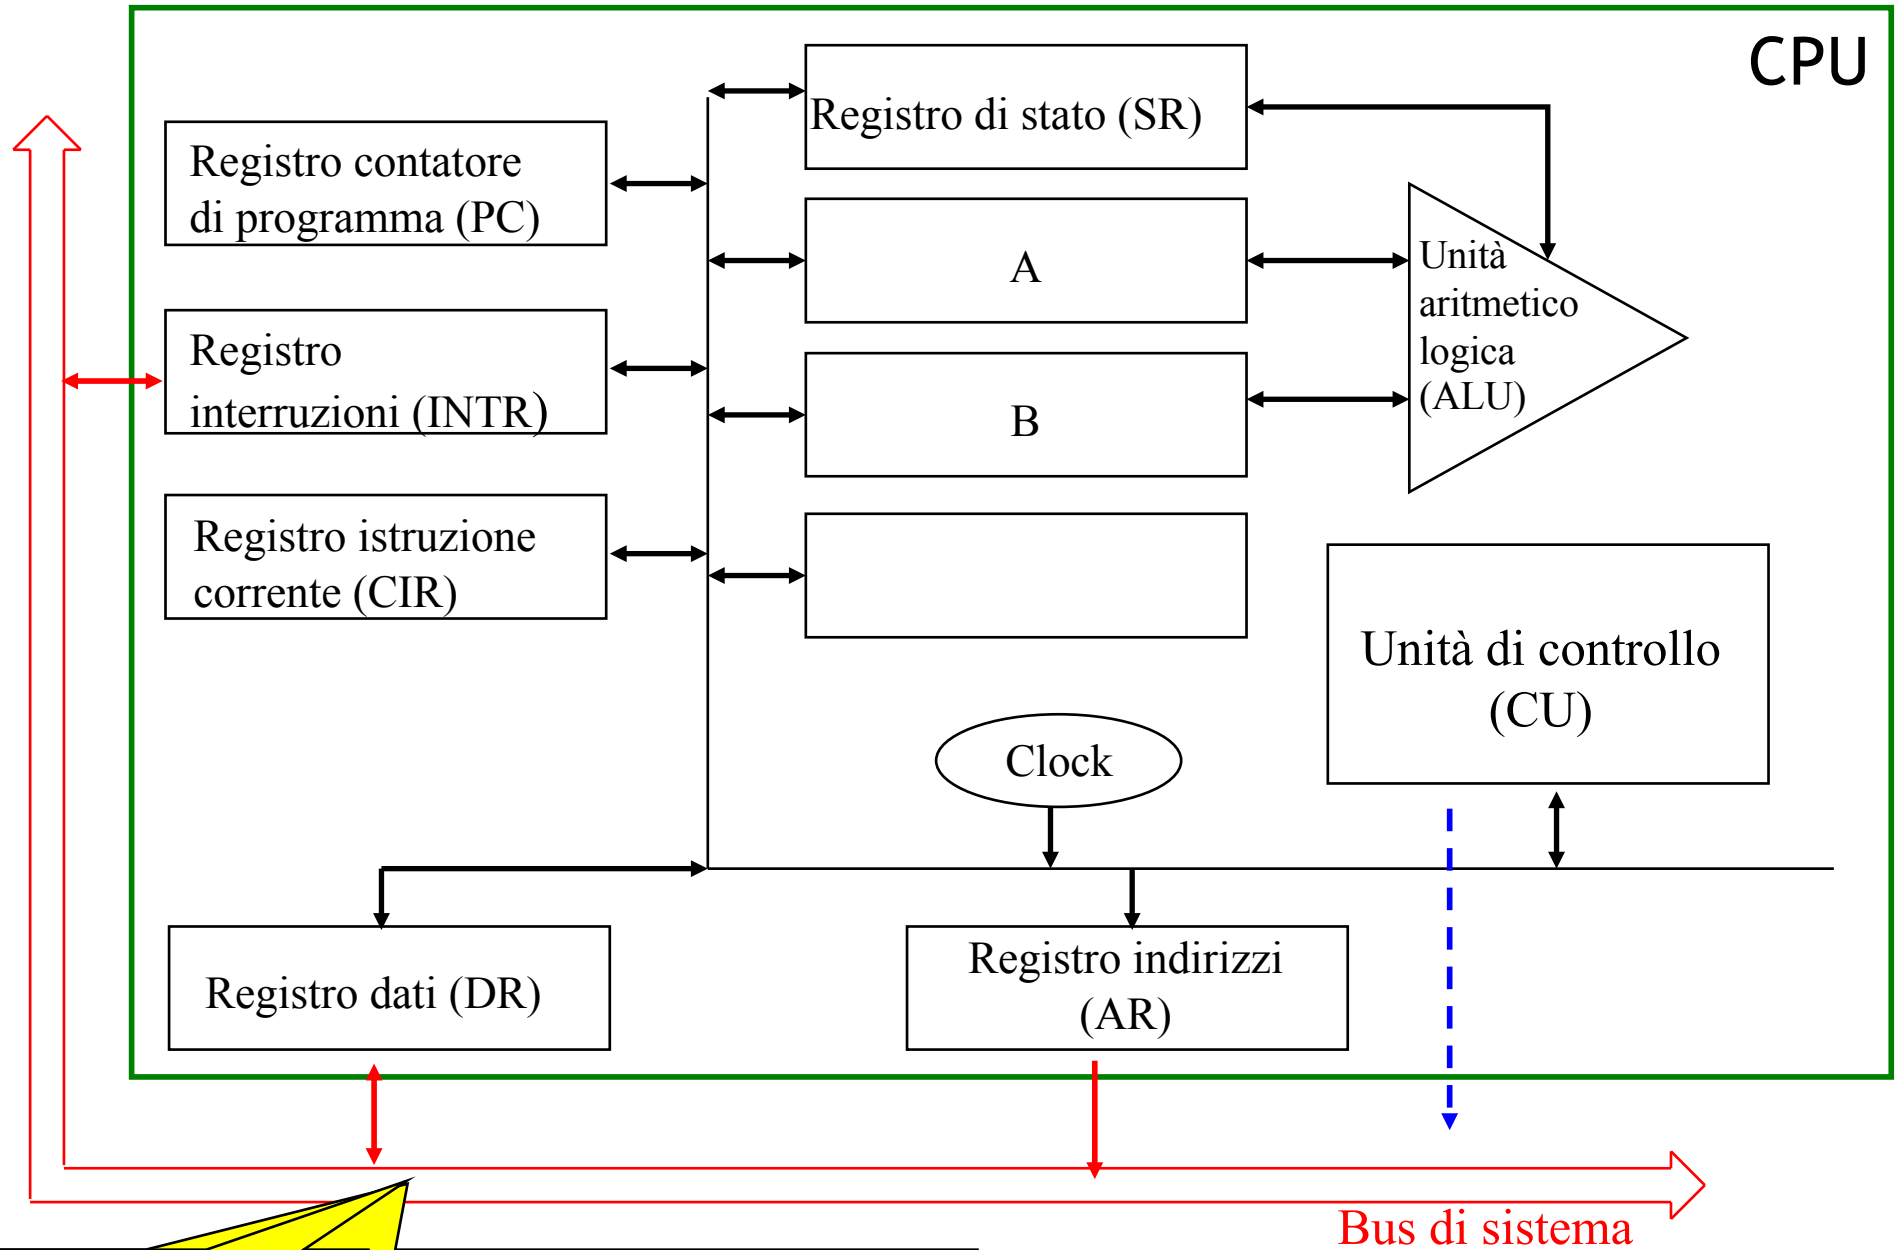 CPU
Registro di stato (SR)
Registro contatore
di programma (PC)
A
Unità
aritmetico
logica
(ALU)
Registro
interruzioni (INTR)
B
Registro istruzione
corrente (CIR)
Unità di controllo
(CU)
Clock
Registro dati (DR)
Registro indirizzi
(AR)
Bus di sistema